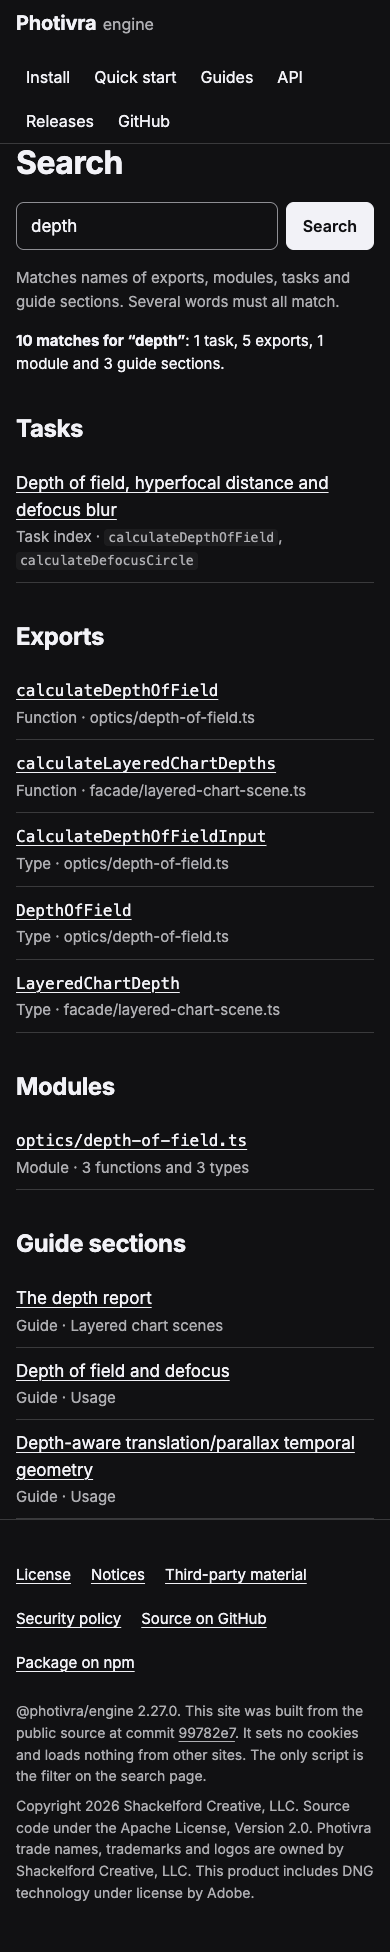 Photivra engine
Install Quick start Guides API
Releases GitHub
Search
depth Search
Matches names of exports, modules, tasks and
guide sections. Several words must all match.
10 matches for “depth”: 1 task, 5 exports, 1
module and 3 guide sections.
Tasks
Depth of field, hyperfocal distance and
defocus blur
Task index · calculateDepthOfField,
calculateDefocusCircle
Exports
calculateDepthOfField
Function · optics/depth-of-field.ts
calculateLayeredChartDepths
Function · facade/layered-chart-scene.ts
CalculateDepthOfFieldInput
Type · optics/depth-of-field.ts
DepthOfField
Type · optics/depth-of-field.ts
LayeredChartDepth
Type · facade/layered-chart-scene.ts
Modules
optics/depth-of-field.ts
Module · 3 functions and 3 types
Guide sections
The depth report
Guide · Layered chart scenes
Depth of field and defocus
Guide · Usage
Depth-aware translation/parallax temporal
geometry
Guide · Usage
License Notices Third-party material
Security policy Source on GitHub
Package on npm
@photivra/engine 2.27.0. This site was built from the
public source at commit 99782e7. It sets no cookies
and loads nothing from other sites. The only script is
the filter on the search page.
Copyright 2026 Shackelford Creative, LLC. Source
code under the Apache License, Version 2.0. Photivra
trade names, trademarks and logos are owned by
Shackelford Creative, LLC. This product includes DNG
technology under license by Adobe.